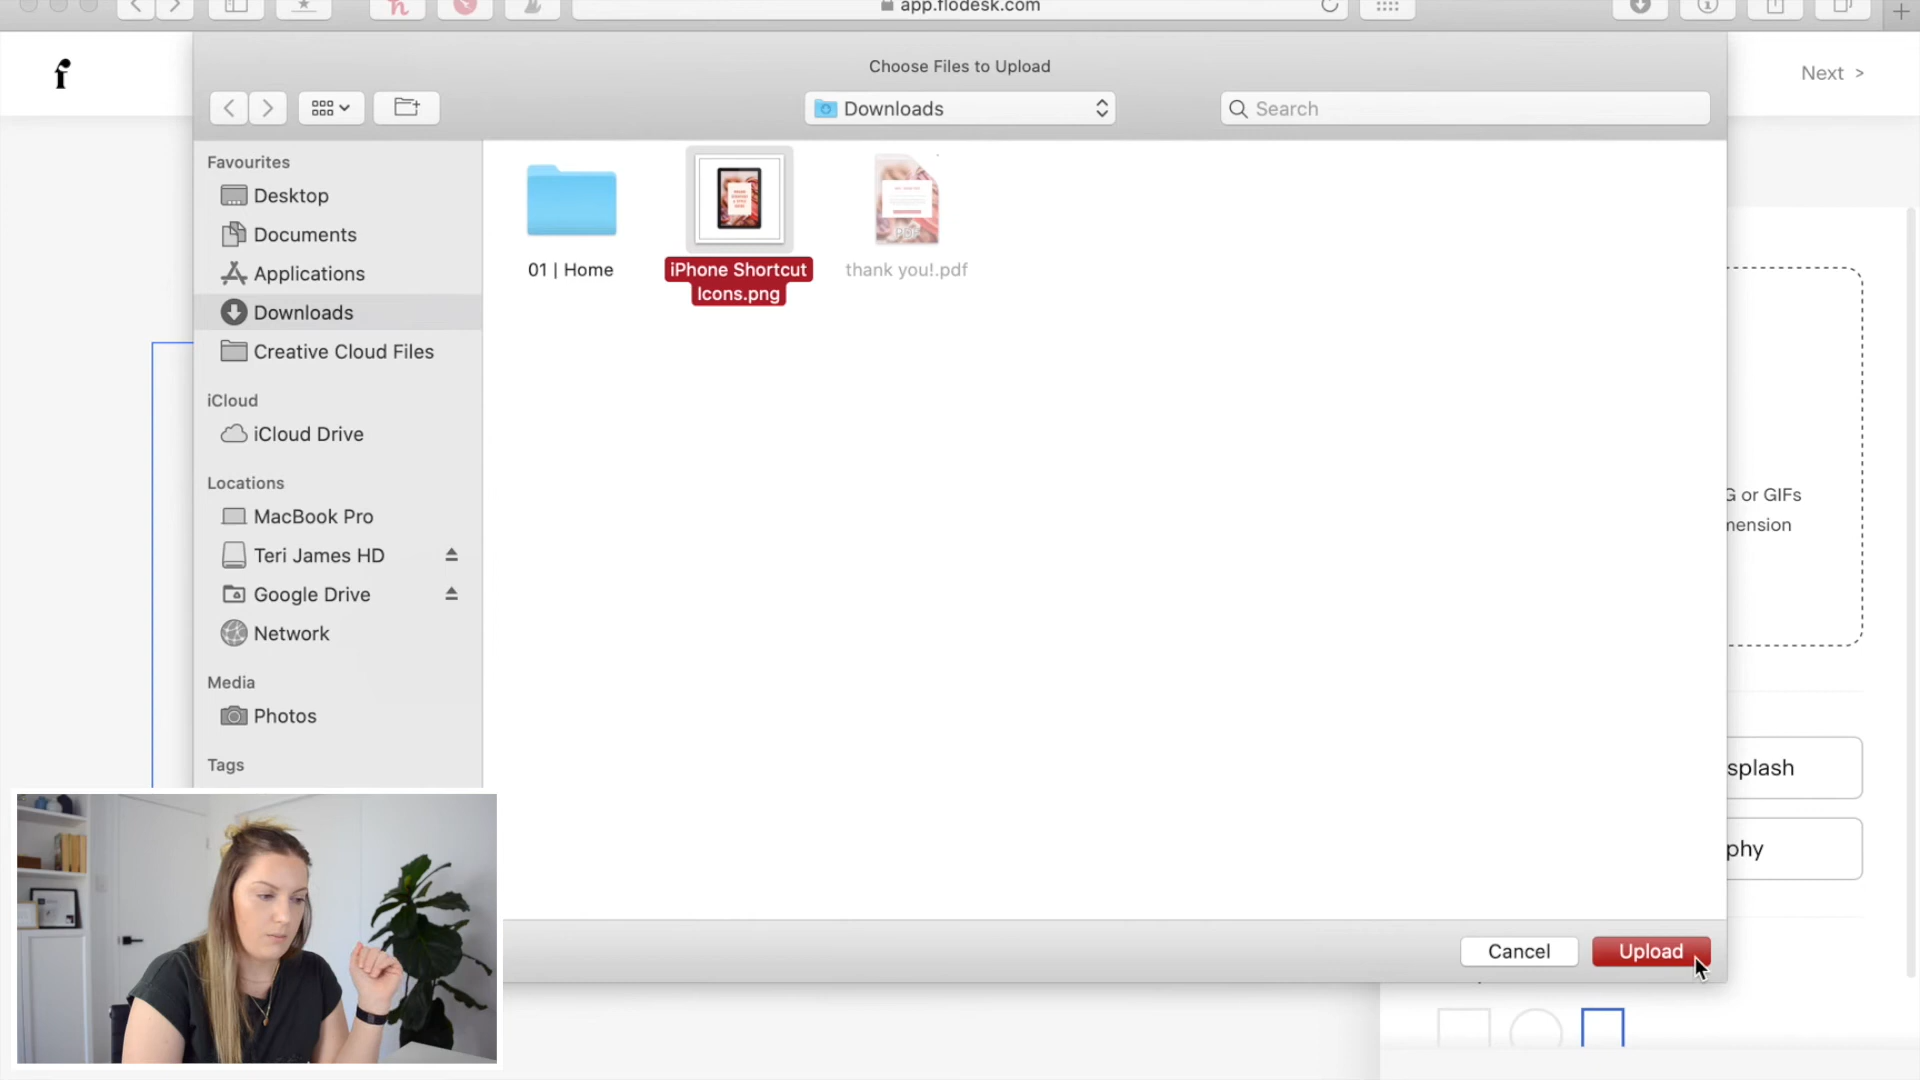 app.flodesk.com
f
Choose Files to Upload
Next >
Downloads
Search
Favourites
Desktop
Documents
Applications
Downloads
Creative Cloud Files
iCloud
iCloud Drive
Locations
MacBook Pro
Teri James HD
Google Drive
Network
Media
Photos
Tags
01 | Home
iPhone Shortcut
Icons.png
thank you!.pdf
G or GIFs
mension
splash
phy
Cancel
Upload